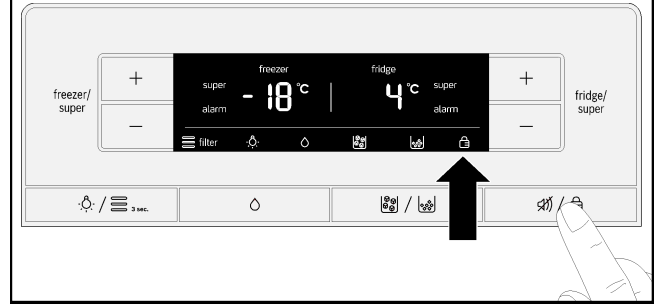 freezer/
super
+
−
freezer
super
alarm
-18 °C
fridge
4 °C
super
alarm
filter
+
−
fridge/
super
/ 3 sec.
/
/